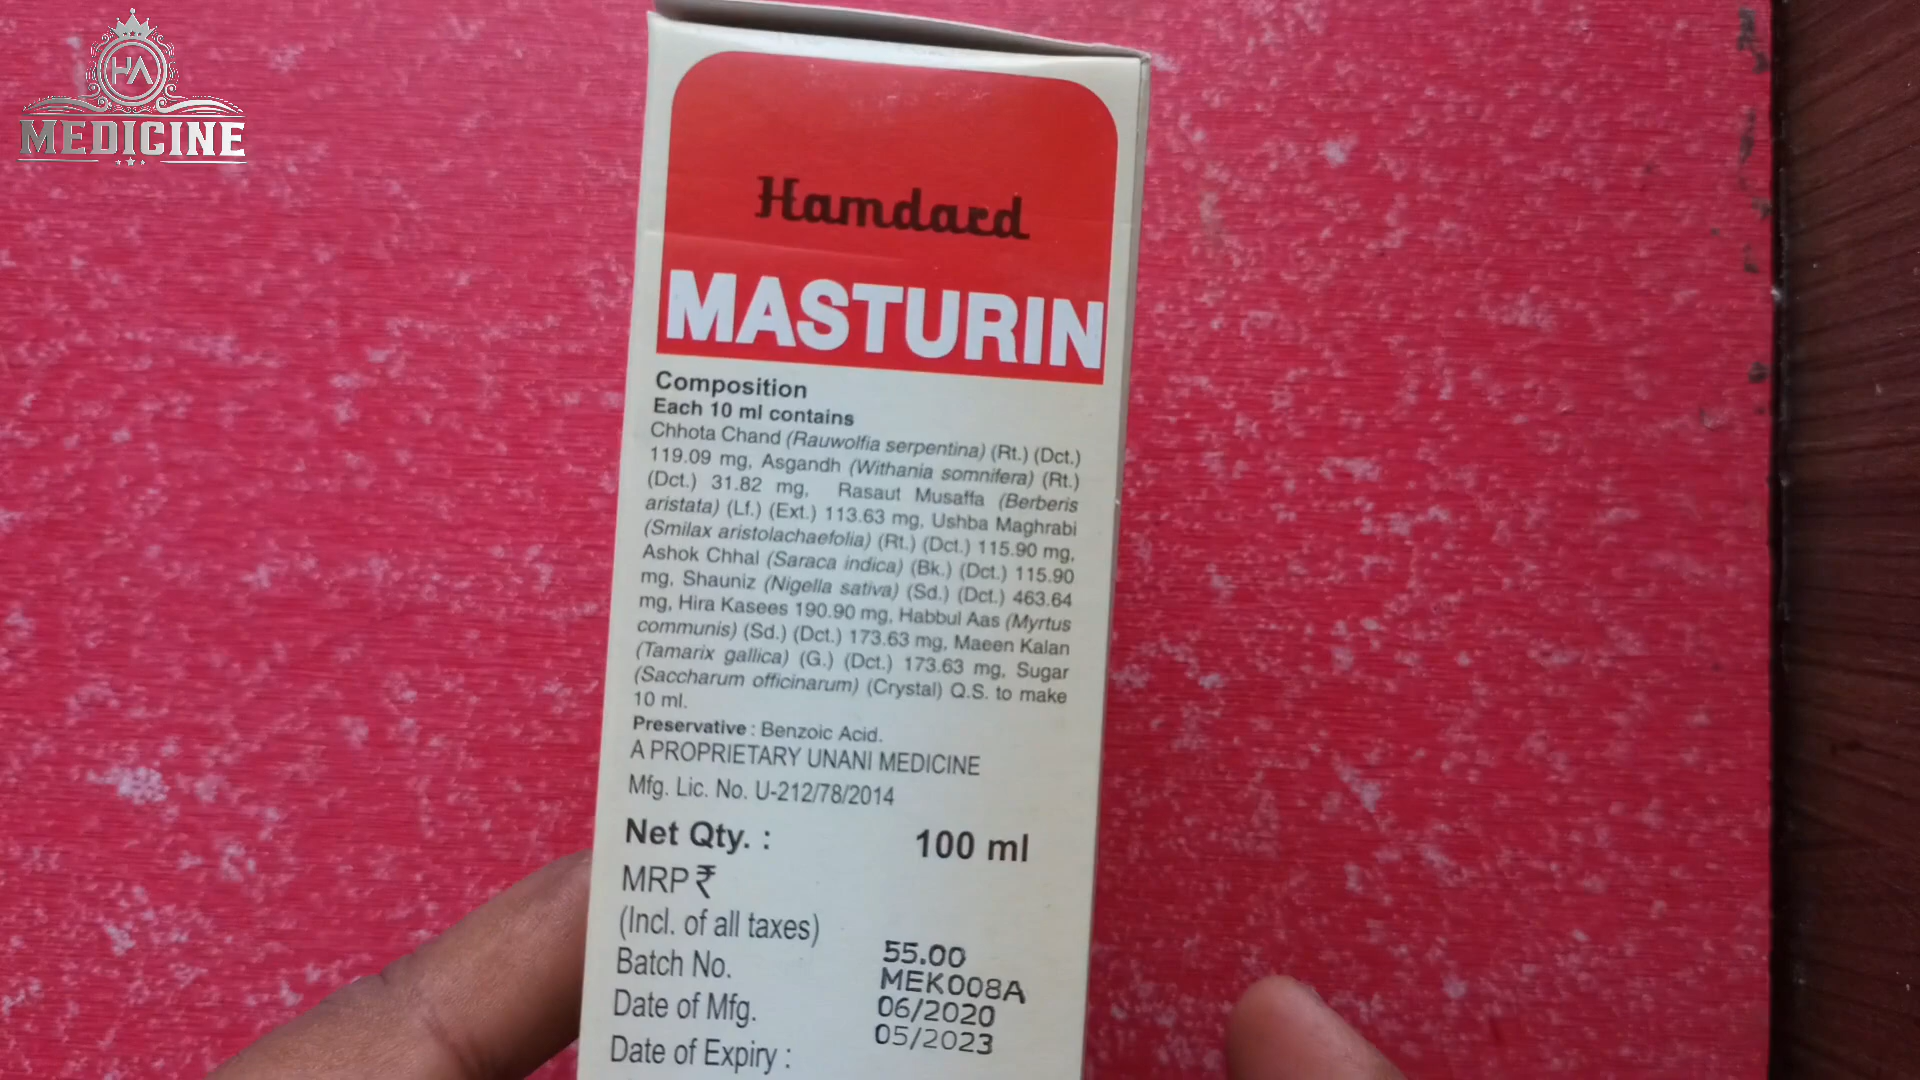 HA
MEDICINE
Hamdard
MASTURIN
Composition
Each 10 ml contains
Chhota Chand (Rauwolfia serpentina) (Rt.) (Dct.)
119.09 mg, Asgandh (Withania somnifera) (Rt.)
(Dct.) 31.82 mg, Rasaut Musaffa (Berberis
aristata) (Lf.) (Ext.) 113.63 mg, Ushba Maghrabi
(Smilax aristolachaefolia) (Rt.) (Dct.) 115.90 mg,
Ashok Chhal (Saraca indica) (Bk.) (Dct.) 115.90
mg, Shauniz (Nigella sativa) (Sd.) (Dct.) 463.64
mg, Hira Kasees 190.90 mg, Habbul Aas (Myrtus
communis) (Sd.) (Dct.) 173.63 mg, Maeen Kalan
(Tamarix gallica) (G.) (Dct.) 173.63 mg, Sugar
(Saccharum officinarum) (Crystal) Q.S. to make
10 ml.
Preservative : Benzoic Acid.
A PROPRIETARY UNANI MEDICINE
Mfg. Lic. No. U-212/78/2014
Net Qty. : 100 ml
MRP ₹
(Incl. of all taxes) 55.00
Batch No. MEK008A
Date of Mfg. 06/2020
Date of Expiry : 05/2023